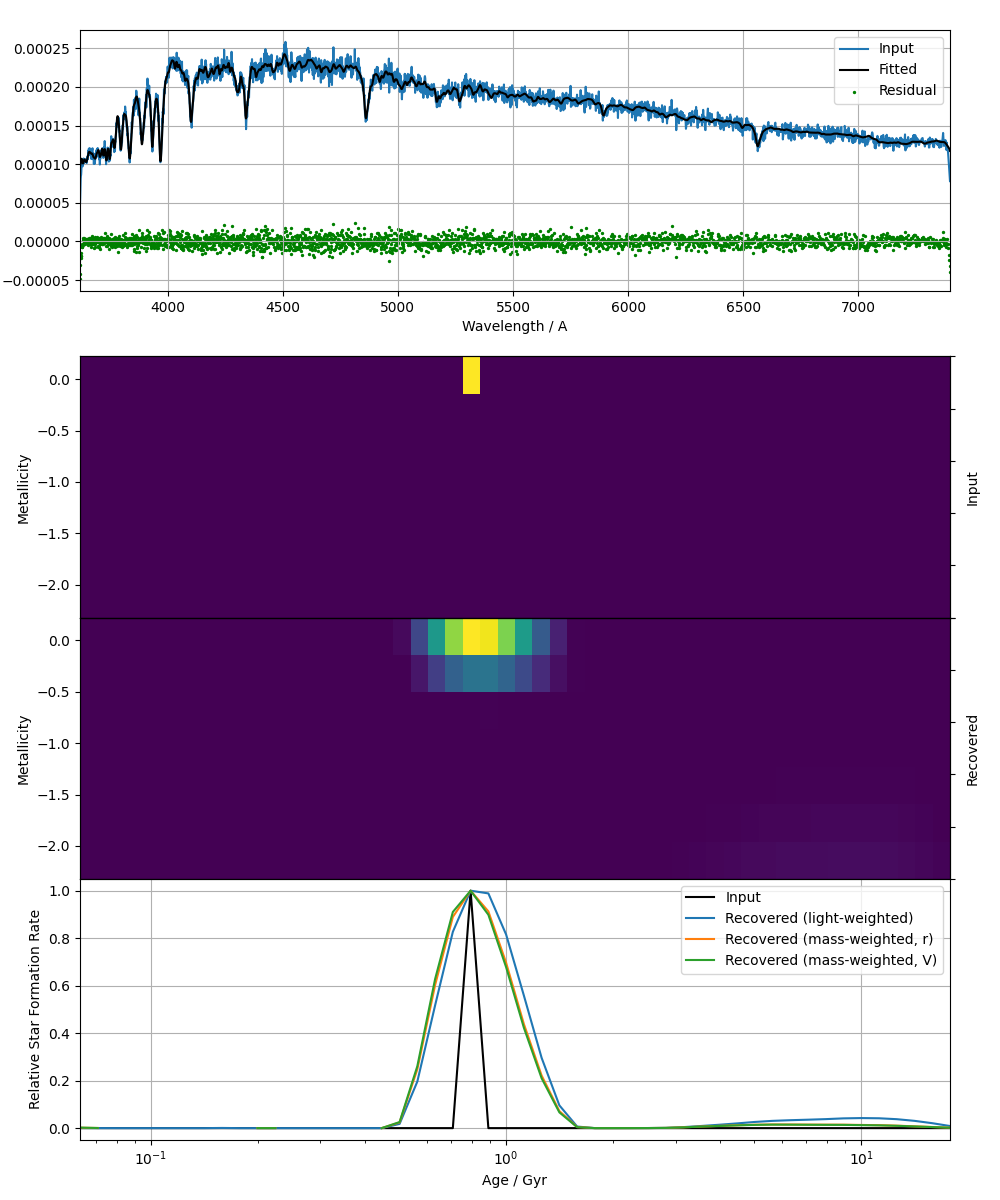 0.00025
0.00020
0.00015
0.00010
0.00005
0.00000
−0.00005
Input
Fitted
Residual
4000 4500 5000 5500 6000 6500 7000
Wavelength / A
0.0
−0.5
−1.0
−1.5
−2.0
Metallicity
Input
0.0
−0.5
−1.0
−1.5
−2.0
Metallicity
Recovered
1.0
0.8
0.6
0.4
0.2
0.0
Relative Star Formation Rate
Input
Recovered (light-weighted)
Recovered (mass-weighted, r)
Recovered (mass-weighted, V)
10⁻¹ 10⁰ 10¹
Age / Gyr